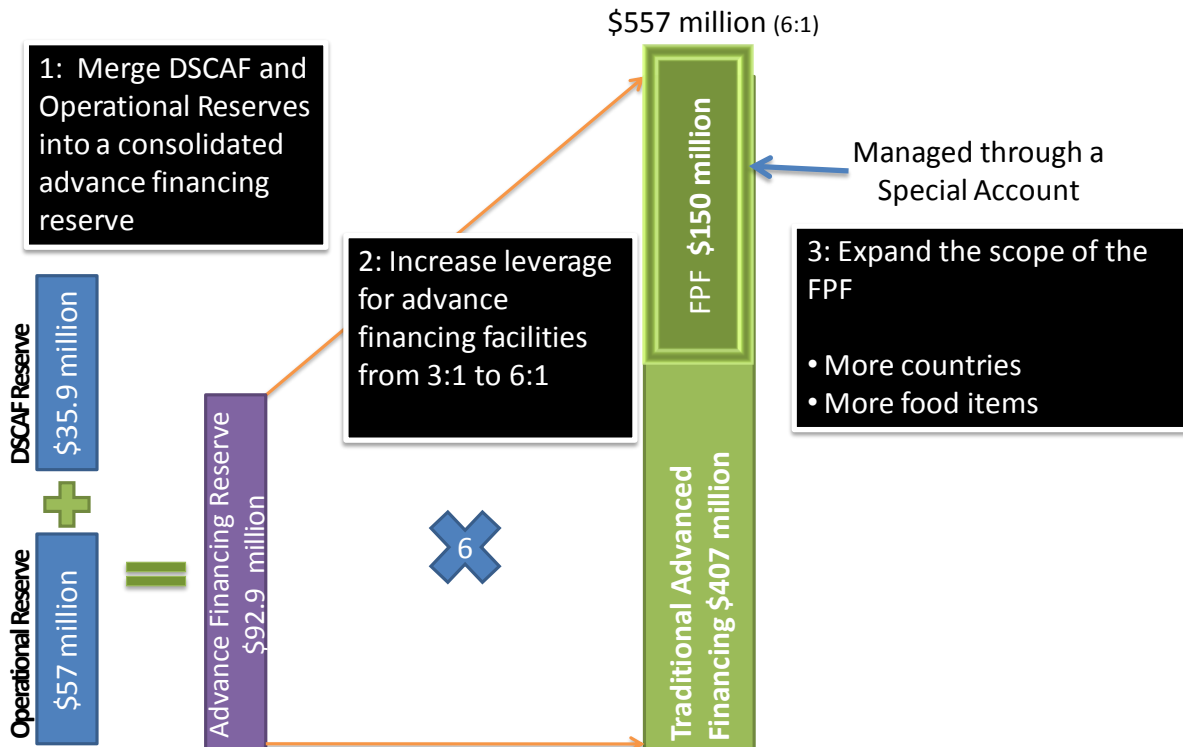 $557 million (6:1)
1:  Merge DSCAF and
Operational Reserves
into a consolidated
advance financing
reserve
FPF  $150 million
Managed through a
Special Account
2: Increase leverage
for advance
financing facilities
from 3:1 to 6:1
3: Expand the scope of the
FPF
• More countries
• More food items
DSCAF Reserve
$35.9 million
Operational Reserve
$57 million
Advance Financing Reserve
$92.9  million
6
Traditional Advanced
Financing $407 million